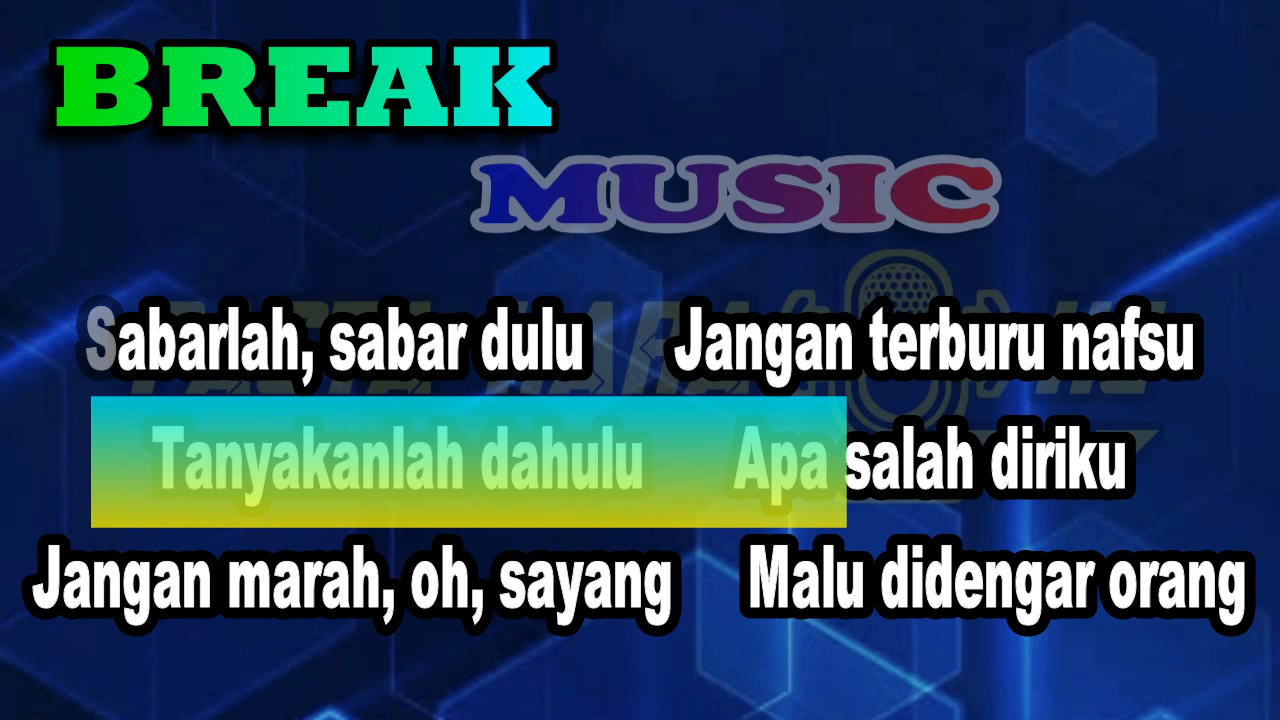 BREAK
MUSIC
Sabarlah, sabar dulu Jangan terburu nafsu
Tanyakanlah dahulu Apa salah diriku
Jangan marah, oh, sayang Malu didengar orang